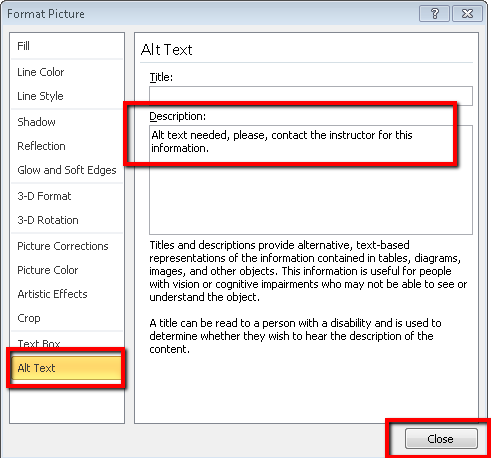 Format Picture
Fill
Line Color
Line Style
Shadow
Reflection
Glow and Soft Edges
3-D Format
3-D Rotation
Picture Corrections
Picture Color
Artistic Effects
Crop
Text Box
Alt Text
Alt Text
Title:
Description:
Alt text needed, please, contact the instructor for this
information.
Titles and descriptions provide alternative, text-based
representations of the information contained in tables, diagrams,
images, and other objects. This information is useful for people
with vision or cognitive impairments who may not be able to see or
understand the object.
A title can be read to a person with a disability and is used to
determine whether they wish to hear the description of the
content.
Close